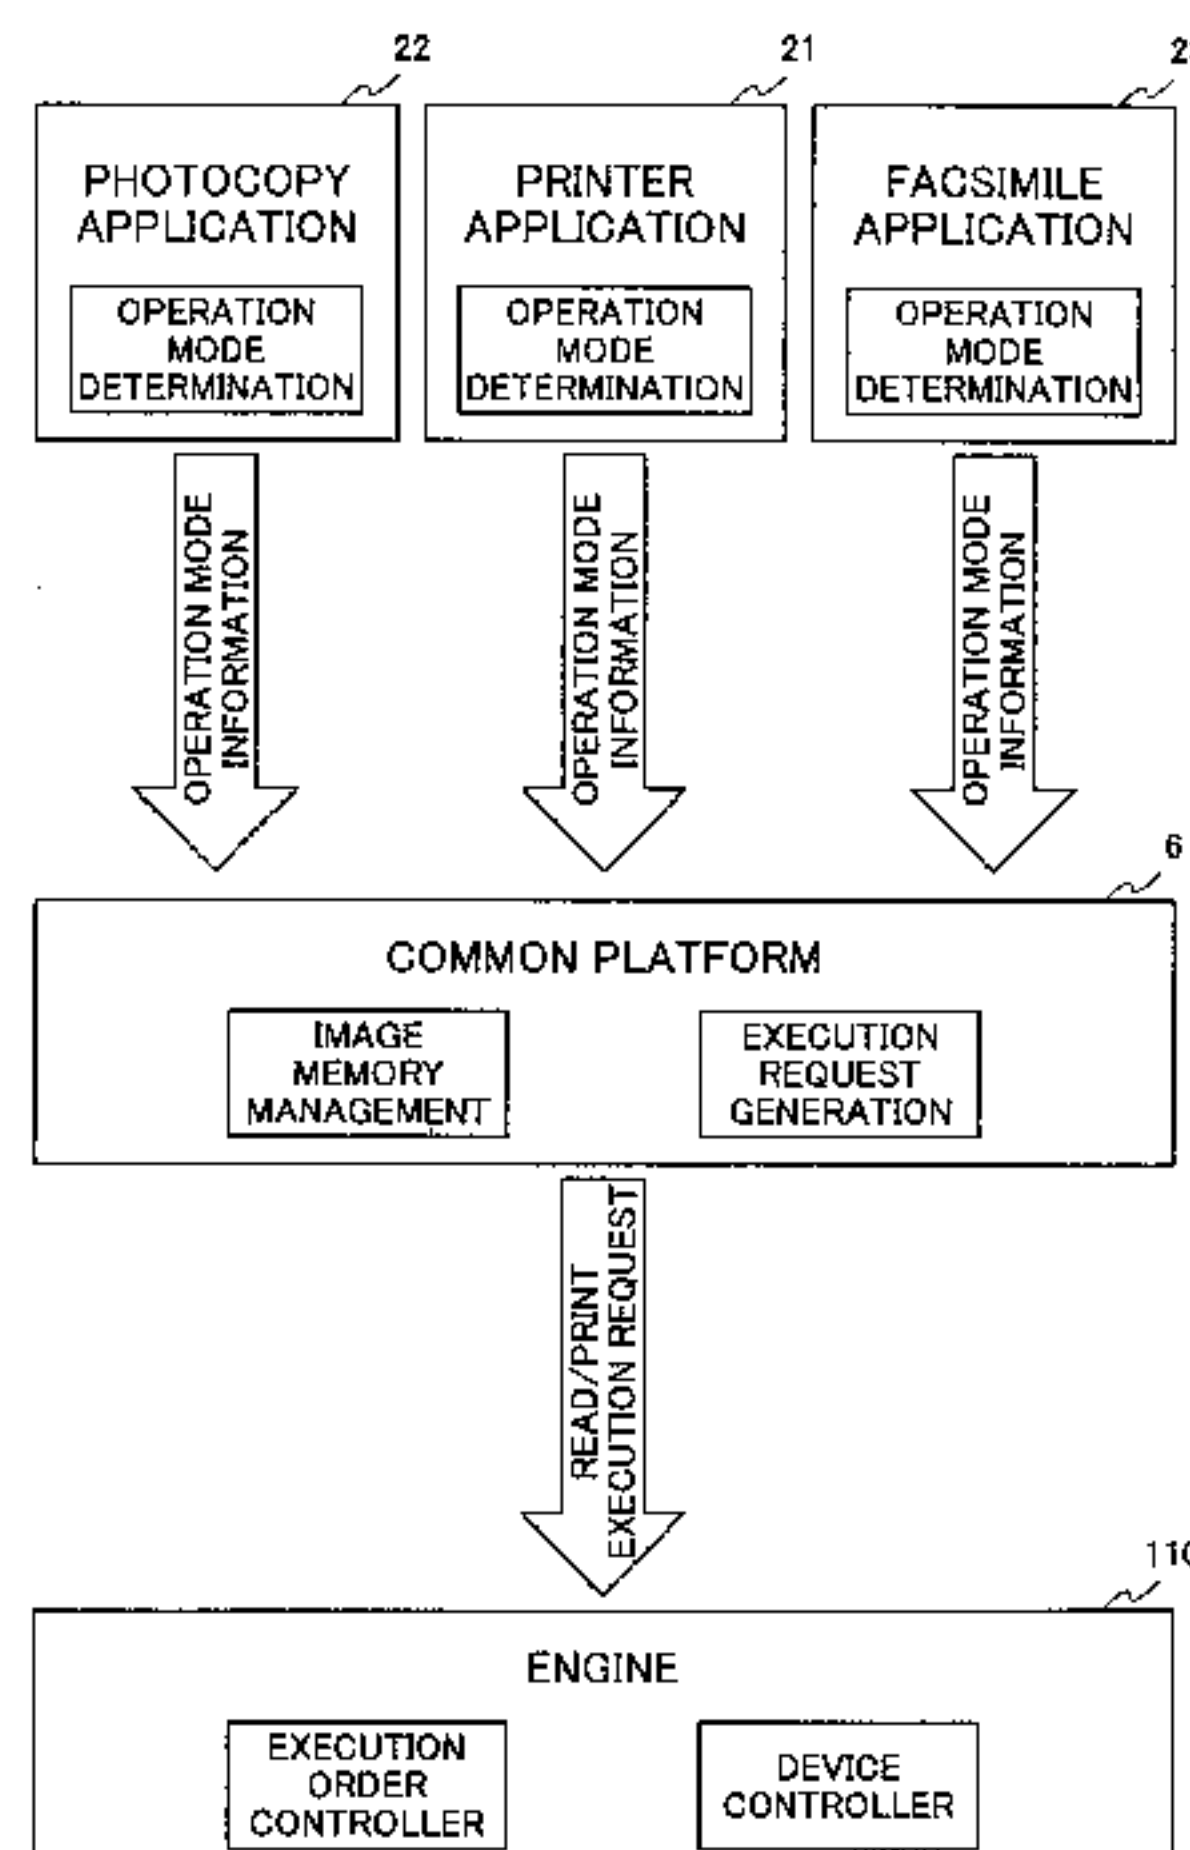 22
21
PHOTOCOPY
APPLICATION
OPERATION
MODE
DETERMINATION
PRINTER
APPLICATION
OPERATION
MODE
DETERMINATION
FACSIMILE
APPLICATION
OPERATION
MODE
DETERMINATION
OPERATION MODE
INFORMATION
OPERATION MODE
INFORMATION
OPERATION MODE
INFORMATION
6
COMMON PLATFORM
IMAGE
MEMORY
MANAGEMENT
EXECUTION
REQUEST
GENERATION
READ/PRINT
EXECUTION REQUEST
110
ENGINE
EXECUTION
ORDER
CONTROLLER
DEVICE
CONTROLLER